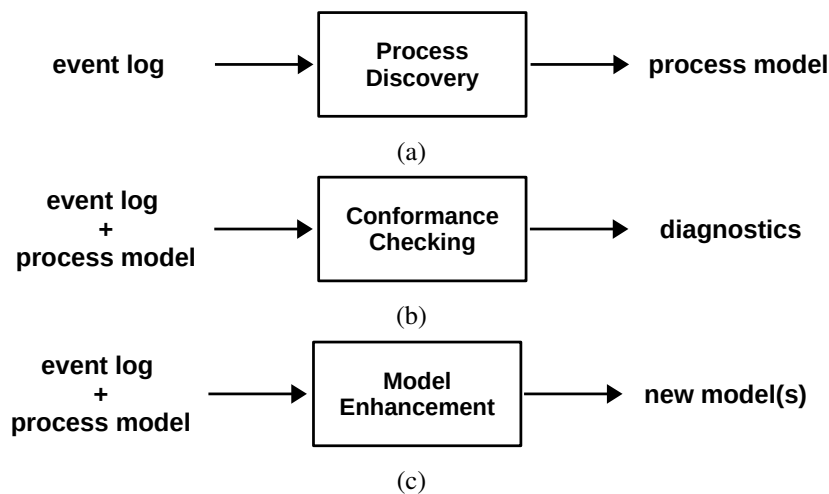 event log
Process
Discovery
process model
(a)
event log
+
process model
Conformance
Checking
diagnostics
(b)
event log
+
process model
Model
Enhancement
new model(s)
(c)